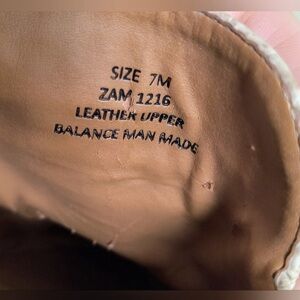 SIZE 7M
ZAM 1216
LEATHER UPPER
BALANCE MAN MADE